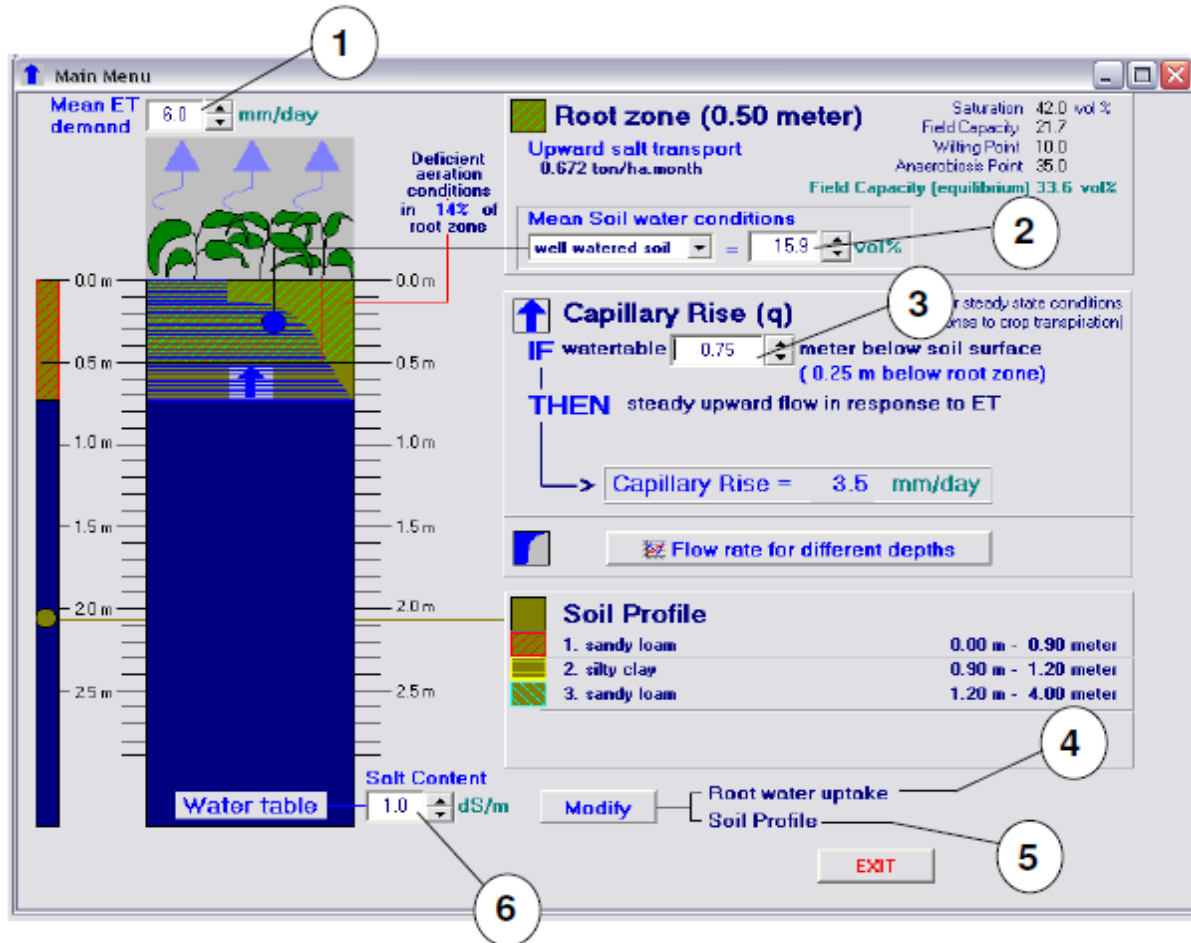 1
Main Menu
Mean ET demand 6.0 mm/day
Deficient
aeration
conditions
in 14% of
root zone
Root zone (0.50 meter)
Upward salt transport
0.672 ton/ha.month
Saturation 42.0 vol %
Field Capacity 21.7
Wilting Point 10.0
Anaerobiosis Point 35.0
Field Capacity (equilibrium) 33.6 vol%
Mean Soil water conditions
well watered soil = 15.9 vol%
2
0.0 m
0.5 m
1.0 m
1.5 m
2.0 m
2.5 m
0.0 m
0.5 m
1.0 m
1.5 m
2.0 m
2.5 m
Capillary Rise (q)
steady state conditions
to crop transpiration)
3
IF watertable 0.75 meter below soil surface
( 0.25 m below root zone)
THEN steady upward flow in response to ET
Capillary Rise = 3.5 mm/day
Flow rate for different depths
Soil Profile
1. sandy loam 0.00 m - 0.90 meter
2. silty clay 0.90 m - 1.20 meter
3. sandy loam 1.20 m - 4.00 meter
4
Salt Content
Water table 1.0 dS/m
Modify
Root water uptake
Soil Profile
5
EXIT
6